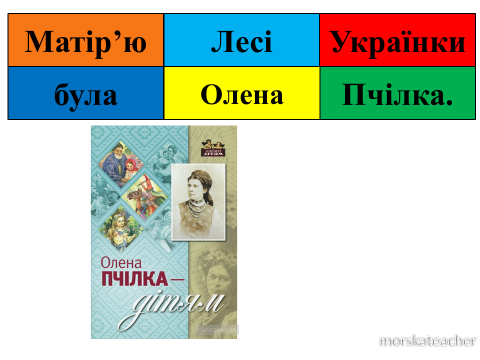 Матір’ю Лесі Українки
була Олена Пчілка.
Олена
ПЧІЛКА —
дітям
morskateacher